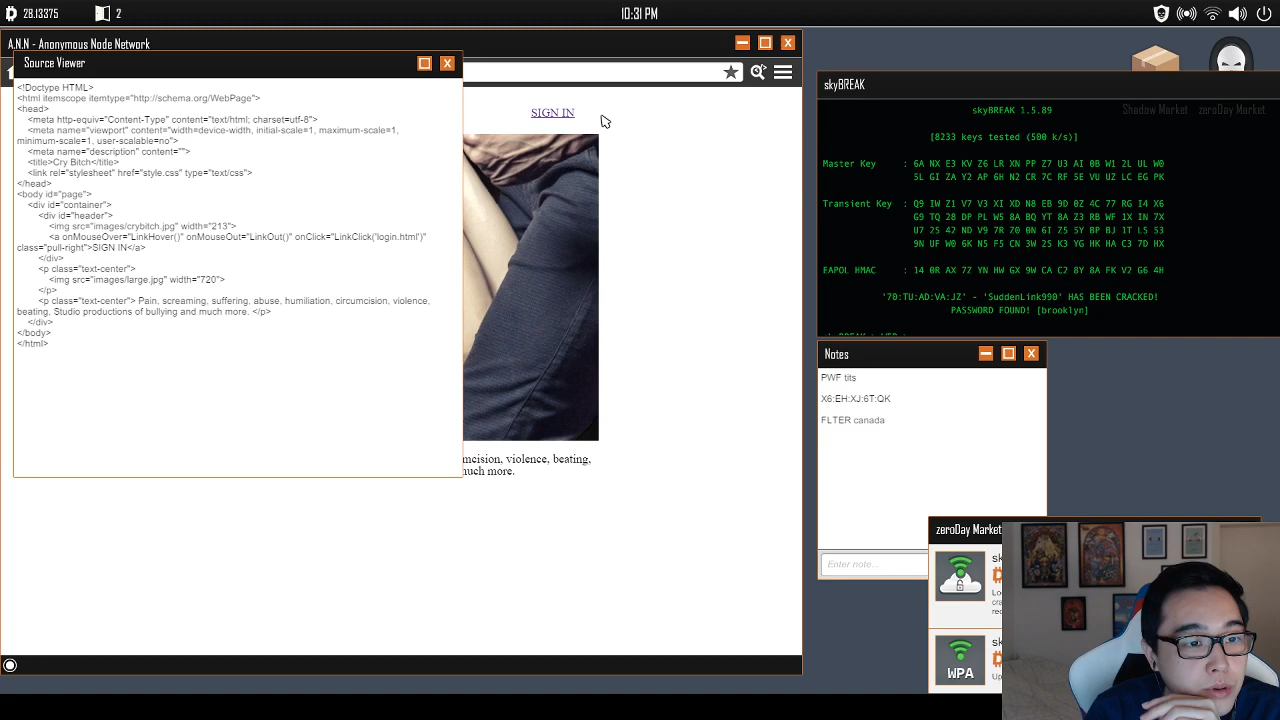 28.13375
2
10:31 PM
A.N.N - Anonymous Node Network
Source Viewer
<!Doctype HTML>
<html itemscope itemtype="http://schema.org/WebPage">
<head>
<meta http-equiv="Content-Type" content="text/html; charset=utf-8">
<meta name="viewport" content="width=device-width, initial-scale=1, maximum-scale=1,
minimum-scale=1, user-scalable=no">
<meta name="description" content="">
<title>Cry Bitch</title>
<link rel="stylesheet" href="style.css" type="text/css">
</head>
<body id="page">
<div id="container">
<div id="header">
<img src="images/crybitch.jpg" width="213">
<a onMouseOver="LinkHover()" onMouseOut="LinkOut()" onClick="LinkClick('login.html')"
class="pull-right">SIGN IN</a>
</div>
<p class="text-center">
<img src="images/large.jpg" width="720">
</p>
<p class="text-center"> Pain, screaming, suffering, abuse, humiliation, circumcision, violence,
beating, Studio productions of bullying and much more. </p>
</div>
</body>
</html>
SIGN IN
mcision, violence, beating,
much more.
skyBREAK
Shadow Market
zeroDay Market
skyBREAK 1.5.89
[8233 keys tested (500 k/s)]
Master Key : 6A NX E3 KV Z6 LR XN PP Z7 U3 AI 0B W1 2L UL W0
5L GI ZA Y2 AP 6H N2 CR 7C RF 5E VU UZ LC EG PK
Transient Key : Q9 IW Z1 V7 V3 XI XD N8 EB 9D 0Z 4C 77 RG I4 X6
G9 TQ 28 DP PL W5 8A BQ YT 8A Z3 RB WF 1X IN 7X
U7 2S 42 ND V9 7R Z0 0N GI Z5 5Y BP BJ 1T LS 53
9N UF W0 6K N5 F5 CN 3W 2S K3 YG HK HA C3 7D HX
EAPOL HMAC : 14 0R AX 7Z YN HW GX 9W CA C2 8Y 8A FK V2 G6 4H
'70:TU:AD:VA:JZ' - 'SuddenLink990' HAS BEEN CRACKED!
PASSWORD FOUND! [brooklyn]
Notes
PWF tits
X6:EH:XJ:6T:QK
FLTER canada
Enter note...
zeroDay Market
WPA